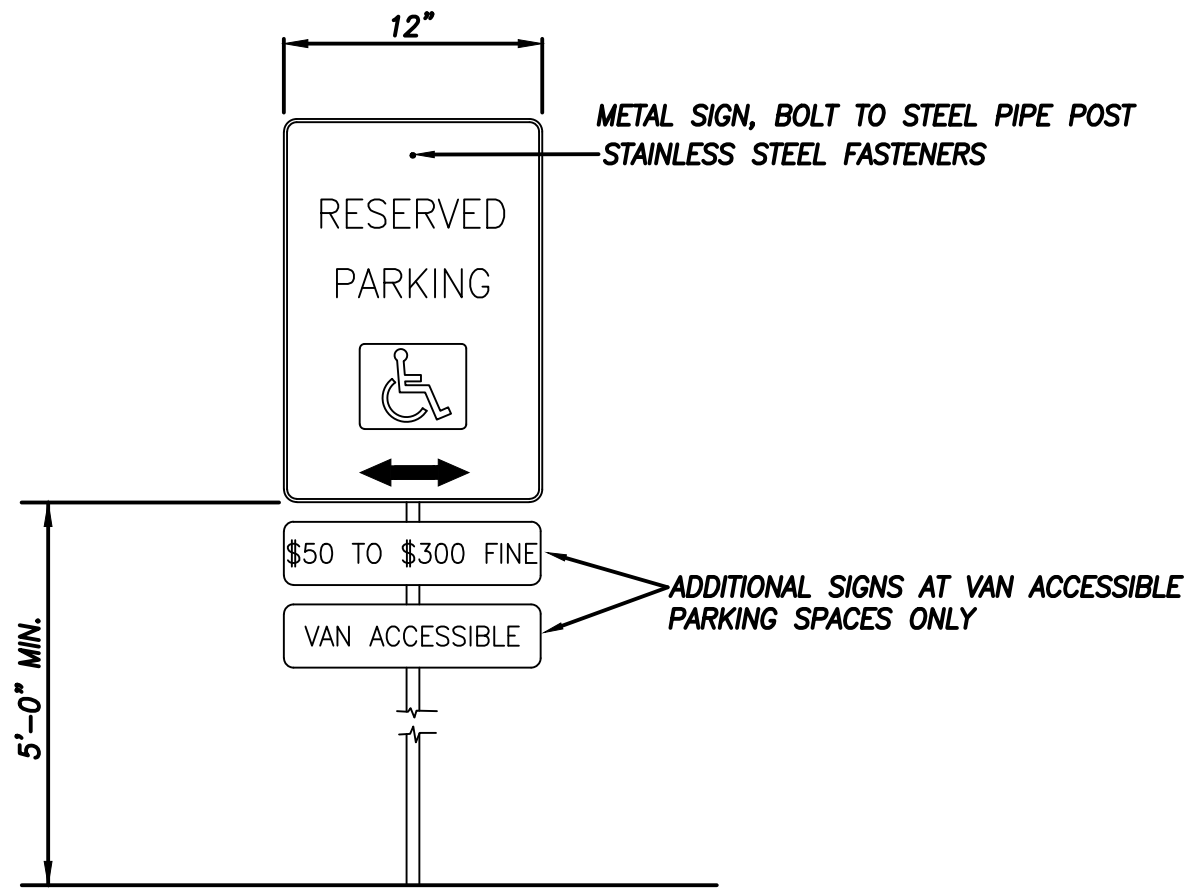 12"
METAL SIGN, BOLT TO STEEL PIPE POST
STAINLESS STEEL FASTENERS
RESERVED
PARKING
$50 TO $300 FINE
ADDITIONAL SIGNS AT VAN ACCESSIBLE
PARKING SPACES ONLY
VAN ACCESSIBLE
5'-0" MIN.